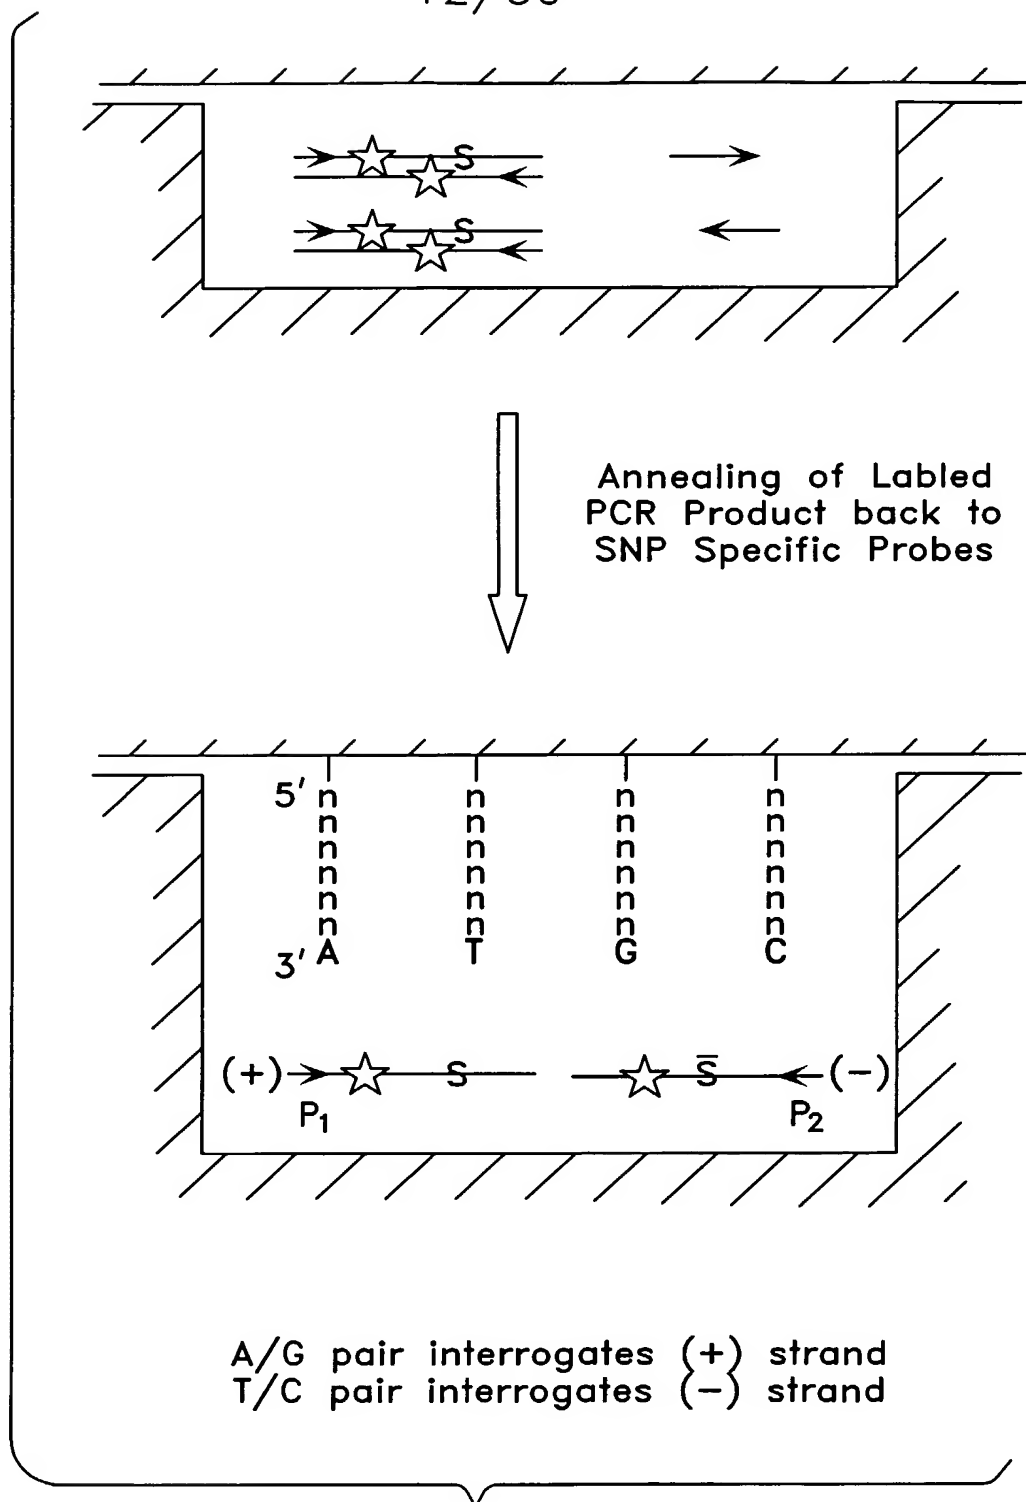 S
S
Annealing of Labled
PCR Product back to
SNP Specific Probes
5' n n n n
n n n n
n n n n
n n n n
n n n n
n n n n
3' A T G C
(+) S S̅ (-)
P₁ P₂
A/G pair interrogates (+) strand
T/C pair interrogates (-) strand